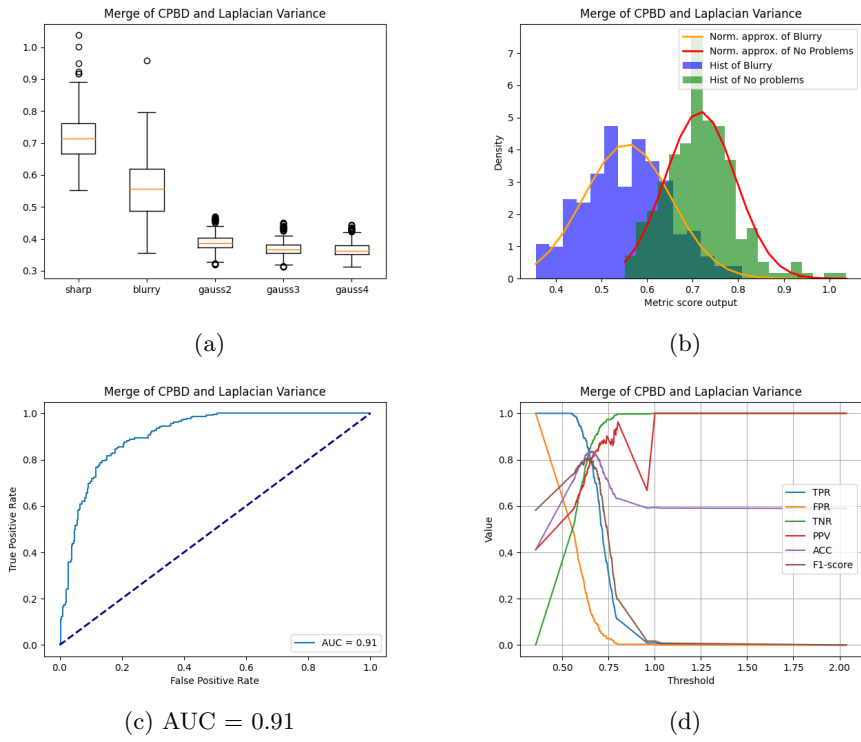 Merge of CPBD and Laplacian Variance
1.0
0.9
0.8
0.7
0.6
0.5
0.4
0.3
sharp blurry gauss2 gauss3 gauss4
(a)
Merge of CPBD and Laplacian Variance
Norm. approx. of Blurry
Norm. approx. of No Problems
Hist of Blurry
Hist of No problems
Density
7
6
5
4
3
2
1
0
0.4 0.5 0.6 0.7 0.8 0.9 1.0
Metric score output
(b)
Merge of CPBD and Laplacian Variance
True Positive Rate
1.0
0.8
0.6
0.4
0.2
0.0
AUC = 0.91
0.0 0.2 0.4 0.6 0.8 1.0
False Positive Rate
(c) AUC = 0.91
Merge of CPBD and Laplacian Variance
Value
1.0
0.8
0.6
0.4
0.2
0.0
TPR
FPR
TNR
PPV
ACC
F1-score
0.50 0.75 1.00 1.25 1.50 1.75 2.00
Threshold
(d)